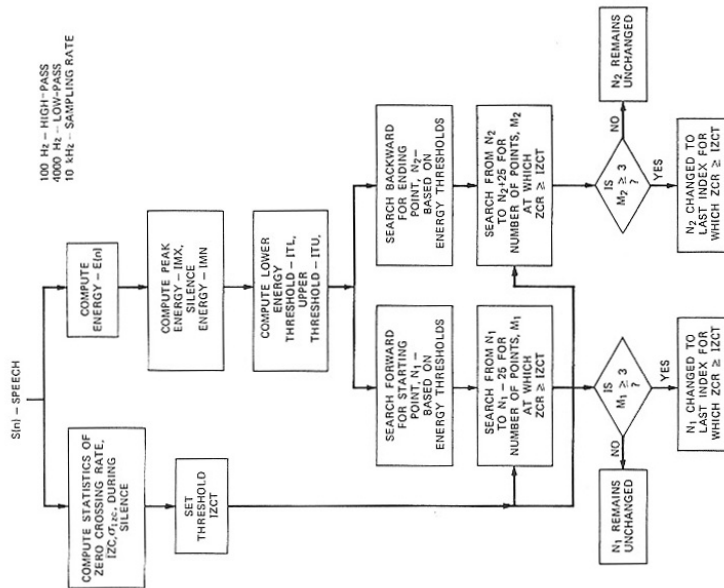 100 Hz – HIGH-PASS
4000 Hz – LOW-PASS
10 kHz – SAMPLING RATE
S(n) – SPEECH
COMPUTE STATISTICS OF
ZERO CROSSING RATE,
IZC, σIZC, DURING
SILENCE
COMPUTE
ENERGY – E(n)
SET
THRESHOLD
IZCT
COMPUTE PEAK
ENERGY – IMX,
SILENCE
ENERGY – IMN
COMPUTE LOWER
ENERGY
THRESHOLD – ITL,
UPPER
THRESHOLD – ITU,
SEARCH FORWARD
FOR STARTING
POINT, N1 –
BASED ON
ENERGY THRESHOLDS
SEARCH BACKWARD
FOR ENDING
POINT, N2 –
BASED ON
ENERGY THRESHOLDS
SEARCH FROM N1
TO N1 – 25 FOR
NUMBER OF POINTS, M1
AT WHICH
ZCR ≥ IZCT
SEARCH FROM N2
TO N2+25 FOR
NUMBER OF POINTS, M2
AT WHICH
ZCR ≥ IZCT
IS
M1 ≥ 3
?
NO
N1 REMAINS
UNCHANGED
YES
N1 CHANGED TO
LAST INDEX FOR
WHICH ZCR ≥ IZCT
IS
M2 ≥ 3
?
NO
N2 REMAINS
UNCHANGED
YES
N2 CHANGED TO
LAST INDEX FOR
WHICH ZCR ≥ IZCT